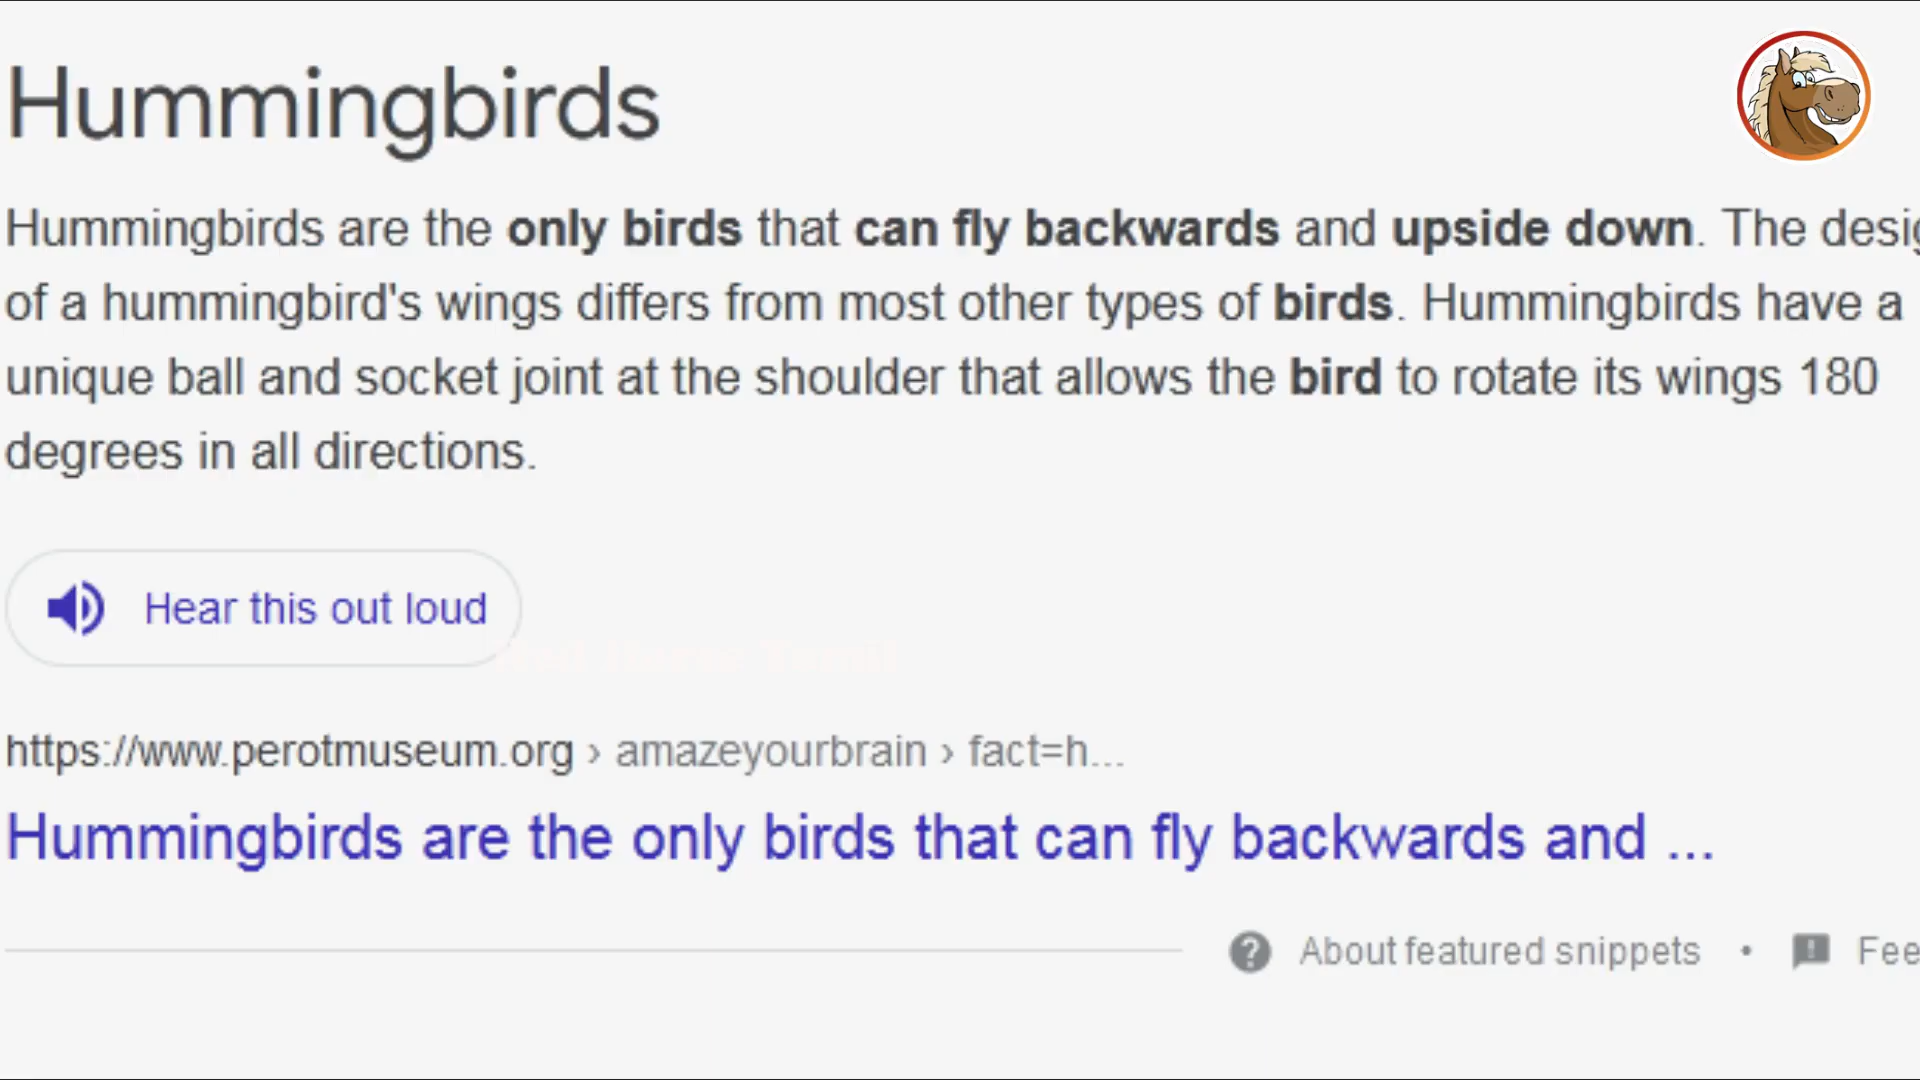 Hummingbirds
Hummingbirds are the only birds that can fly backwards and upside down. The desig
of a hummingbird's wings differs from most other types of birds. Hummingbirds have a
unique ball and socket joint at the shoulder that allows the bird to rotate its wings 180
degrees in all directions.
Hear this out loud
https://www.perotmuseum.org › amazeyourbrain › fact=h...
Hummingbirds are the only birds that can fly backwards and ...
About featured snippets • Fee